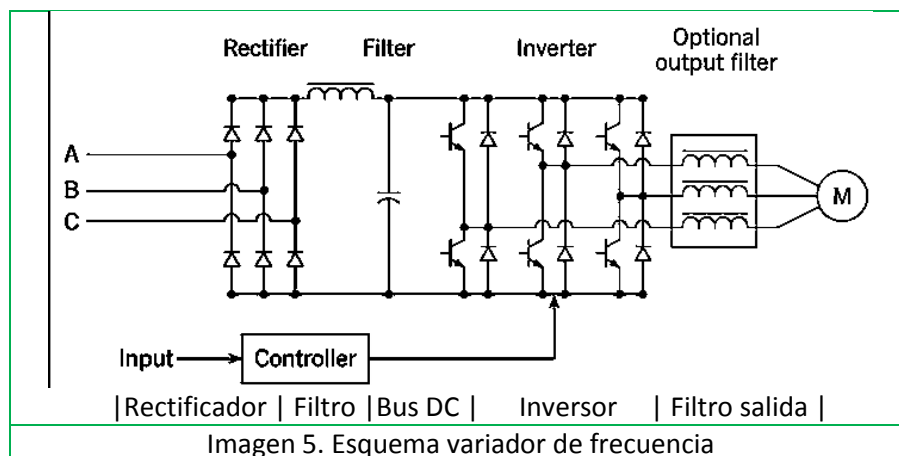 Rectifier Filter Inverter Optional
output filter
A
B
C
M
Input Controller
|Rectificador | Filtro |Bus DC | Inversor | Filtro salida |
Imagen 5. Esquema variador de frecuencia